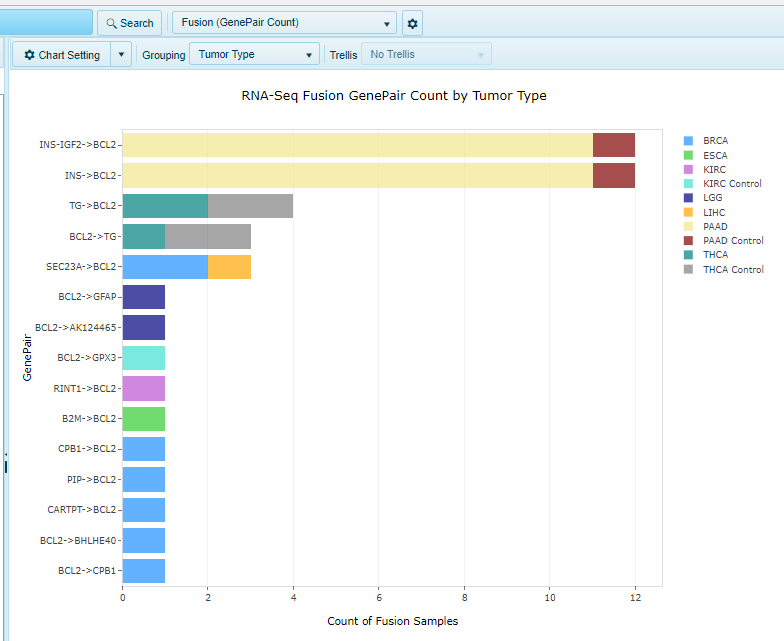 Search
Fusion (GenePair Count)
Chart Setting
Grouping
Tumor Type
Trellis
No Trellis
RNA-Seq Fusion GenePair Count by Tumor Type
GenePair
INS-IGF2->BCL2
INS->BCL2
TG->BCL2
BCL2->TG
SEC23A->BCL2
BCL2->GFAP
BCL2->AK124465
BCL2->GPX3
RINT1->BCL2
B2M->BCL2
CPB1->BCL2
PIP->BCL2
CARTPT->BCL2
BCL2->BHLHE40
BCL2->CPB1
0 2 4 6 8 10 12
Count of Fusion Samples
BRCA
ESCA
KIRC
KIRC Control
LGG
LIHC
PAAD
PAAD Control
THCA
THCA Control